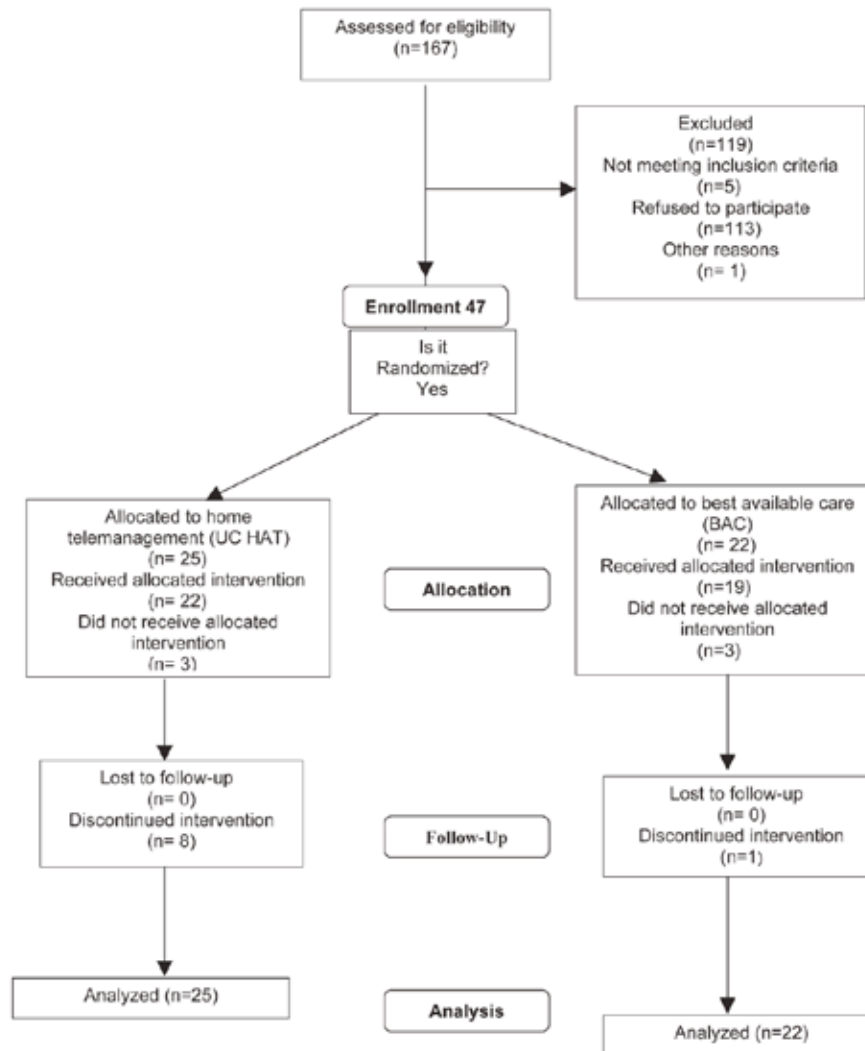 Assessed for eligibility
(n=167)
Excluded
(n=119)
Not meeting inclusion criteria
(n=5)
Refused to participate
(n=113)
Other reasons
(n= 1)
Enrollment 47
Is it
Randomized?
Yes
Allocated to home
telemanagement (UC HAT)
(n= 25)
Received allocated intervention
(n= 22)
Did not receive allocated
intervention
(n= 3)
Allocation
Allocated to best available care
(BAC)
(n= 22)
Received allocated intervention
(n=19)
Did not receive allocated
intervention
(n=3)
Lost to follow-up
(n= 0)
Discontinued intervention
(n= 8)
Follow-Up
Lost to follow-up
(n= 0)
Discontinued intervention
(n=1)
Analyzed (n=25)
Analysis
Analyzed (n=22)